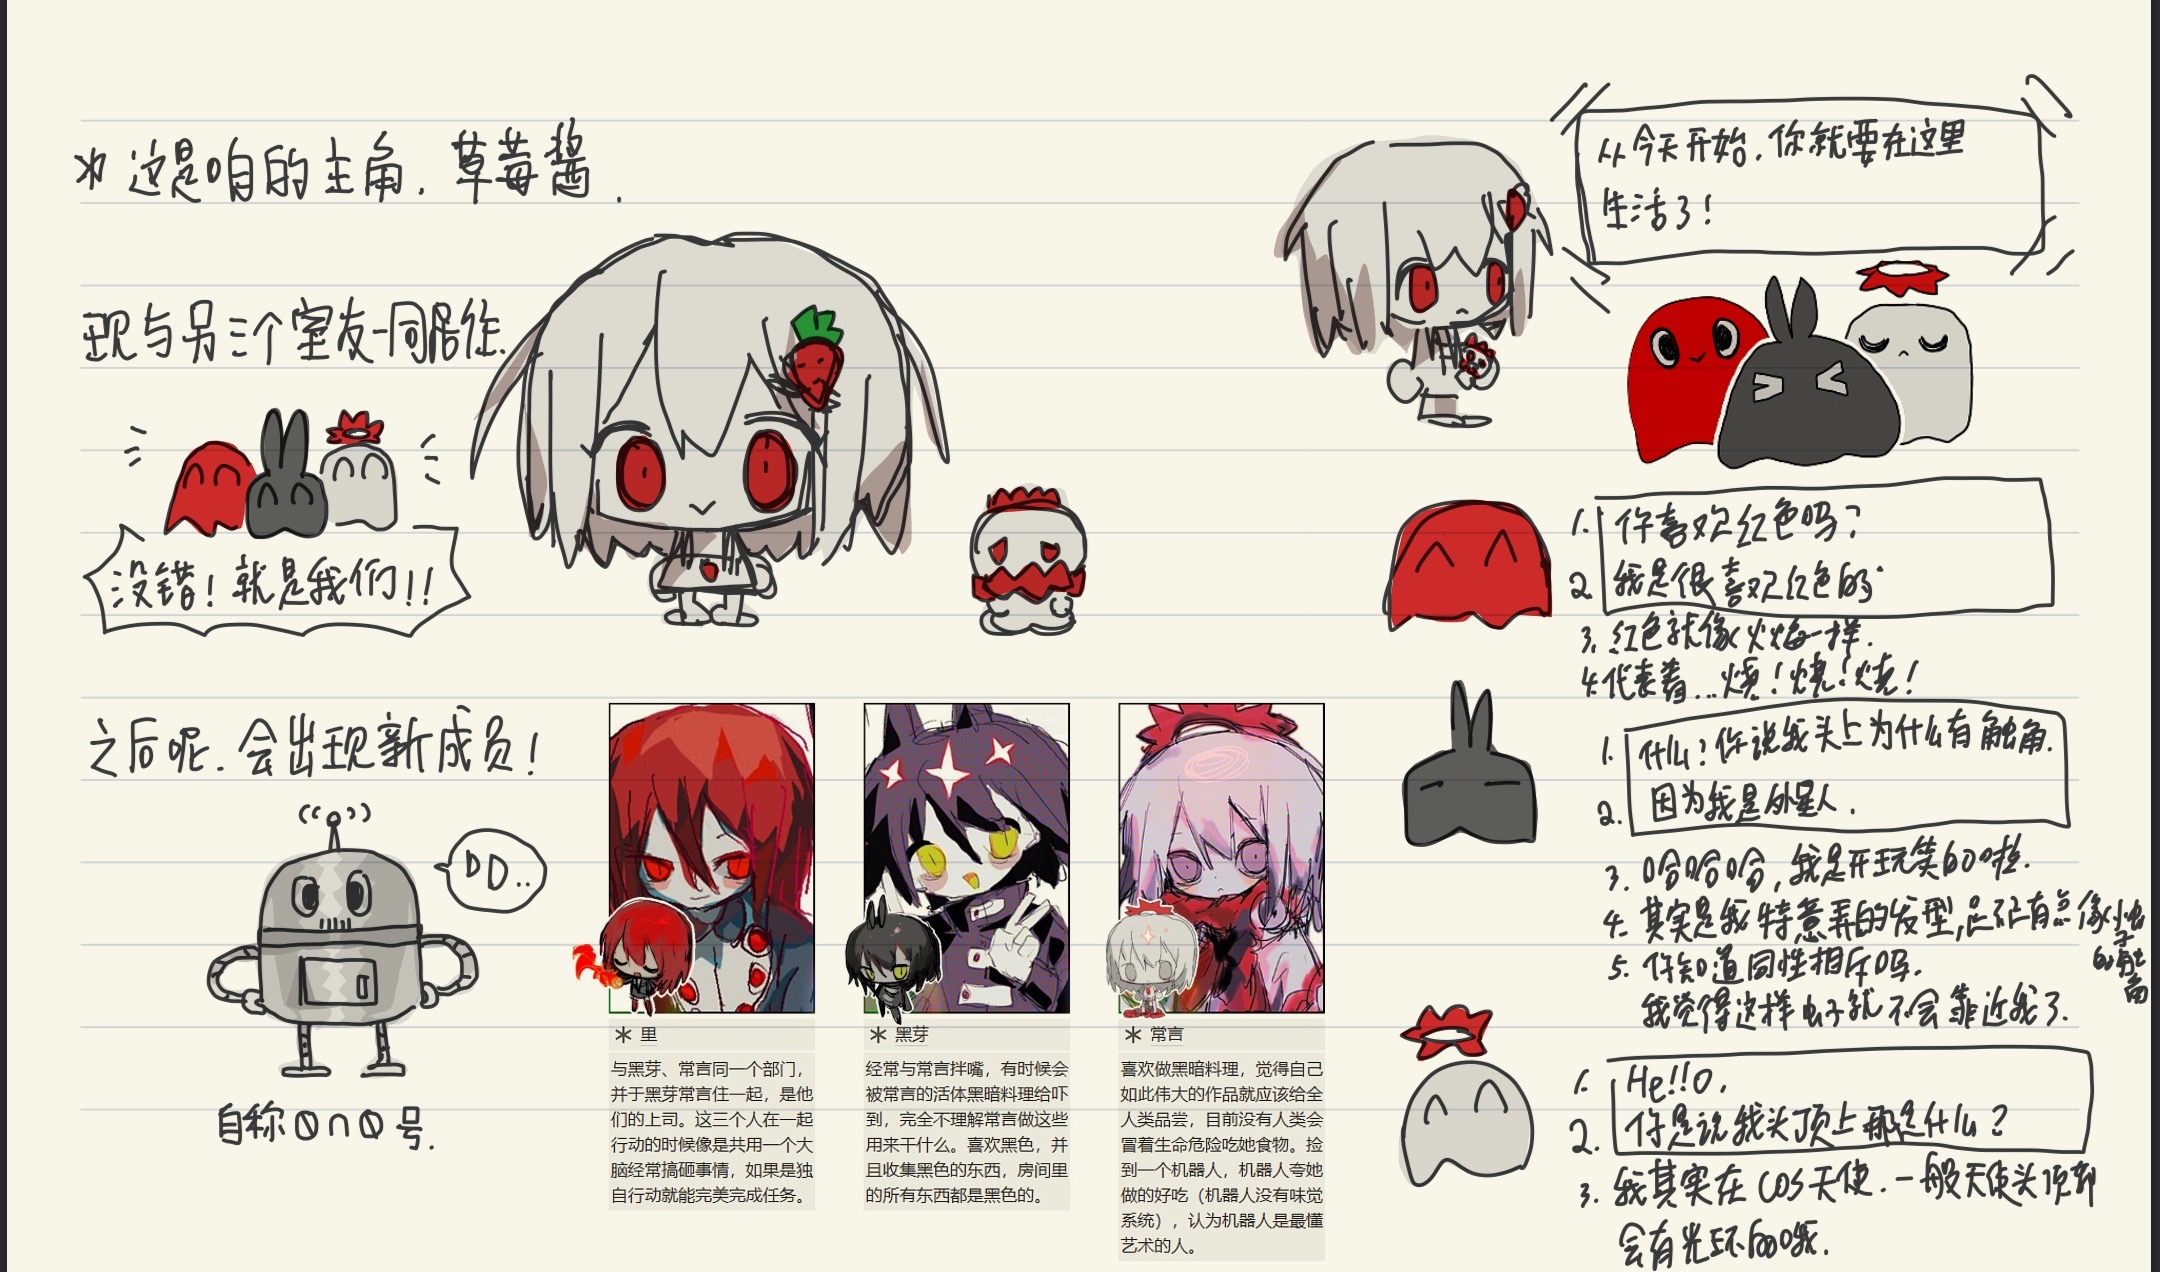 * 这是咱的主角.草莓酱.
现与另三个室友一同居住.
没错!就是我们!!
之后呢.会出现新成员!
DD..
自称0n0号.
* 里
与黑芽、常言同一个部门，
并于黑芽常言住一起，是他
们的上司。这三个人在一起
行动的时候像是共用一个大
脑经常搞砸事情，如果是独
自行动就能完美完成任务。
* 黑芽
经常与常言拌嘴，有时候会
被常言的活体黑暗料理给吓
到，完全不理解常言做这些
用来干什么。喜欢黑色，并
且收集黑色的东西，房间里
的所有东西都是黑色的。
* 常言
喜欢做黑暗料理，觉得自己
如此伟大的作品就应该给全
人类品尝，目前没有人类会
冒着生命危险吃她食物。捡
到一个机器人，机器人夸她
做的好吃（机器人没有味觉
系统），认为机器人是最懂
艺术的人。
从今天开始.你就要在这里
生活了!
1. 你喜欢红色吗?
2. 我是很喜欢红色的
3. 红色就像火焰一样.
4. 代表着...烧!烧!烧!
1. 什么!你说我头上为什么有触角.
2. 因为我是外星人.
3. 哈哈哈,我是开玩笑的啦.
4. 其实是我特意弄的发型,是不是有点像虫子的触角
5. 你知道同性相斥吗.
我觉得这样虫子就不会靠近我了.
1. He!!o,
2. 你是说我头顶上那是什么?
3. 我其实在cos天使.一般天使头顶都
会有光环的哦.